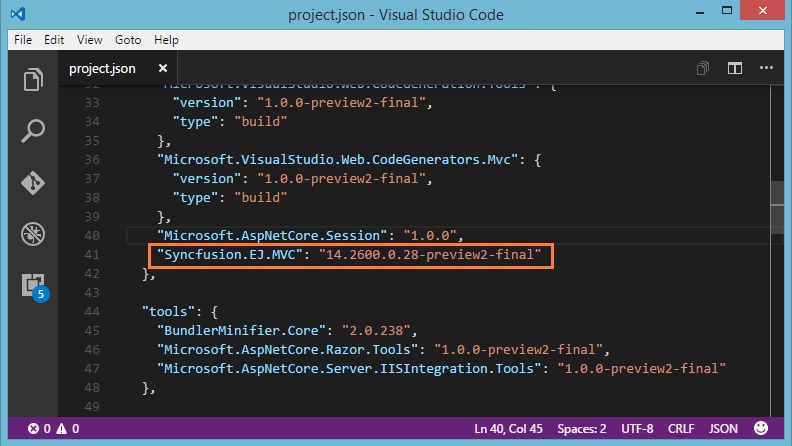 project.json - Visual Studio Code
File Edit View Goto Help
project.json
32 "Microsoft.VisualStudio.Web.CodeGeneration.Tools": {
33 "version": "1.0.0-preview2-final",
34 "type": "build"
35 },
36 "Microsoft.VisualStudio.Web.CodeGenerators.Mvc": {
37 "version": "1.0.0-preview2-final",
38 "type": "build"
39 },
40 "Microsoft.AspNetCore.Session": "1.0.0",
41 "Syncfusion.EJ.MVC": "14.2600.0.28-preview2-final"
42 },
43
44 "tools": {
45 "BundlerMinifier.Core": "2.0.238",
46 "Microsoft.AspNetCore.Razor.Tools": "1.0.0-preview2-final",
47 "Microsoft.AspNetCore.Server.IISIntegration.Tools": "1.0.0-preview2-final"
48 },
49
5
0 0 Ln 40, Col 45 Spaces: 2 UTF-8 CRLF JSON